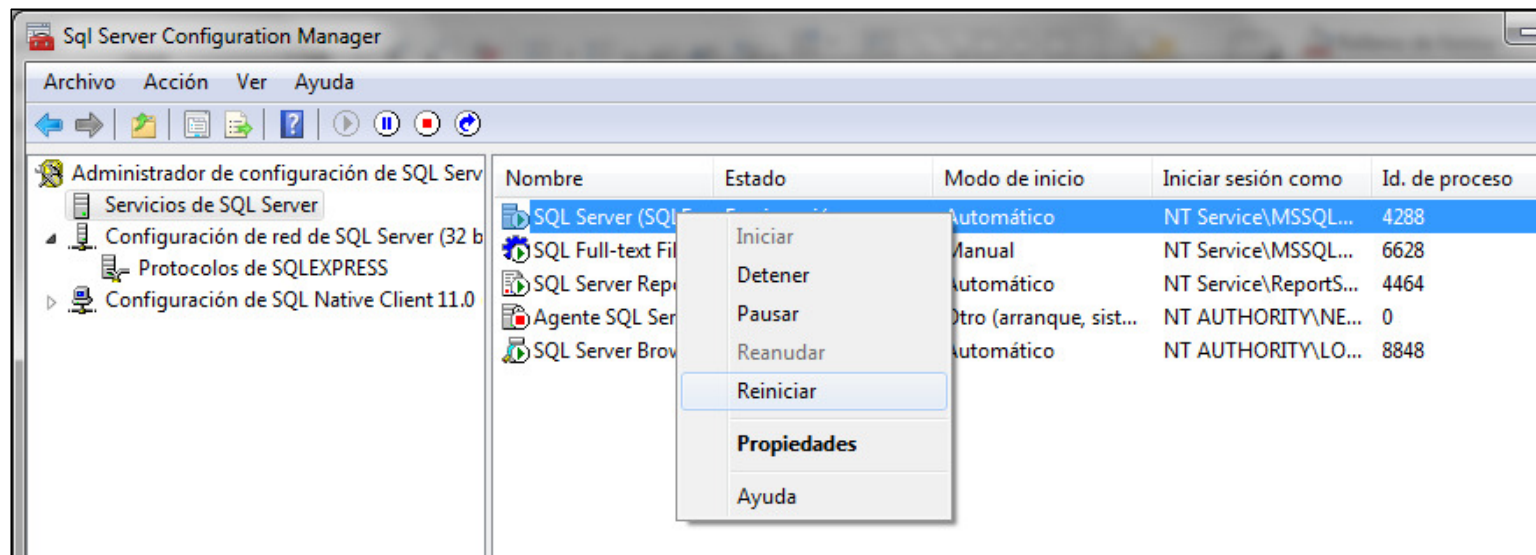 Sql Server Configuration Manager
Archivo Acción Ver Ayuda
Administrador de configuración de SQL Serv
Servicios de SQL Server
Configuración de red de SQL Server (32 b
Protocolos de SQLEXPRESS
Configuración de SQL Native Client 11.0
Nombre Estado Modo de inicio Iniciar sesión como Id. de proceso
SQL Server (SQL Automático NT Service\MSSQL... 4288
SQL Full-text Fil Manual NT Service\MSSQL... 6628
SQL Server Rep Automático NT Service\ReportS... 4464
Agente SQL Ser Otro (arranque, sist... NT AUTHORITY\NE... 0
SQL Server Brow Automático NT AUTHORITY\LO... 8848
Iniciar
Detener
Pausar
Reanudar
Reiniciar
Propiedades
Ayuda